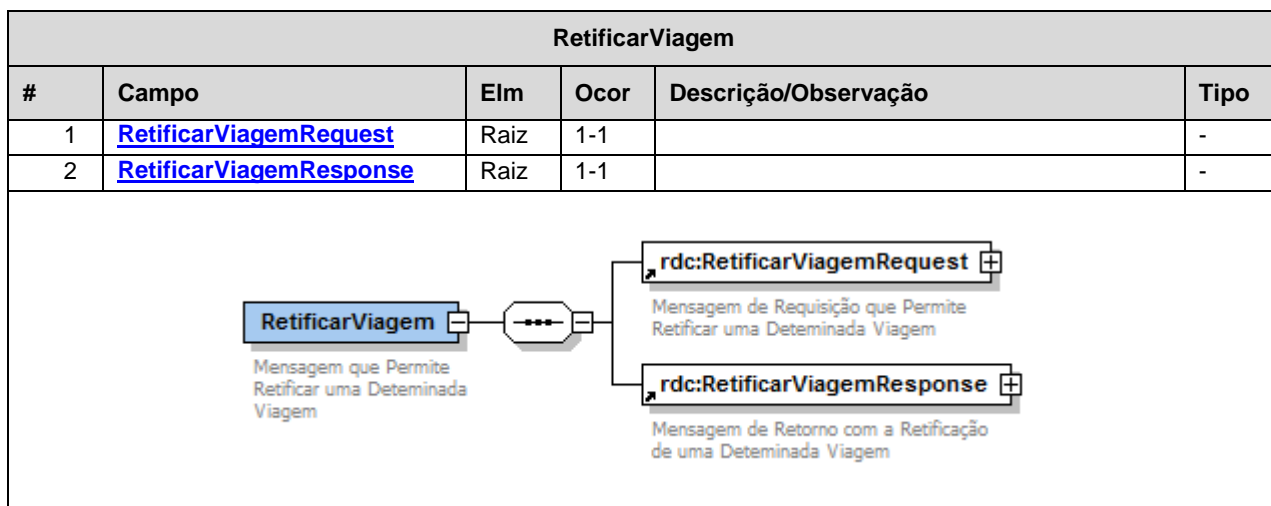 RetificarViagem
# Campo Elm Ocor Descrição/Observação Tipo
1 RetificarViagemRequest Raiz 1-1 -
2 RetificarViagemResponse Raiz 1-1 -
rdc:RetificarViagemRequest
Mensagem de Requisição que Permite
Retificar uma Deteminada Viagem
RetificarViagem
Mensagem que Permite
Retificar uma Deteminada
Viagem
rdc:RetificarViagemResponse
Mensagem de Retorno com a Retificação
de uma Deteminada Viagem